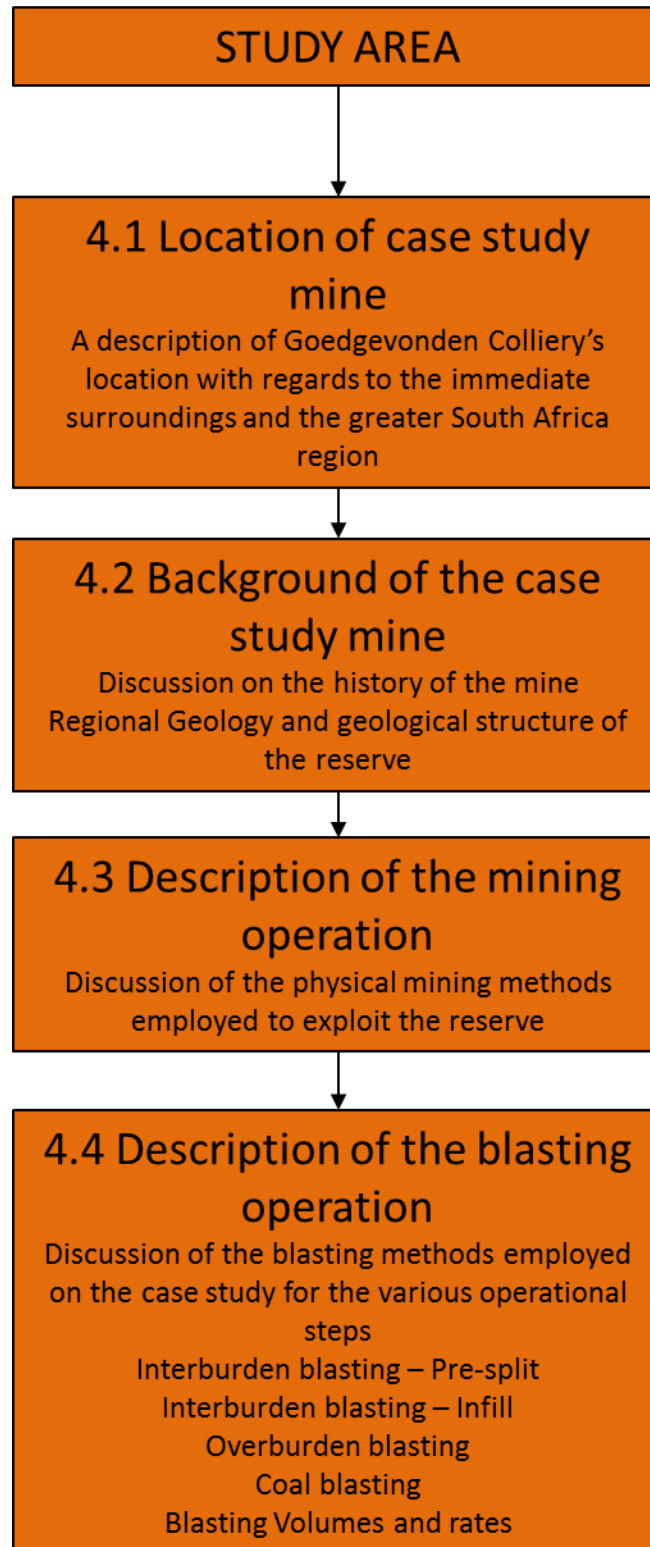 STUDY AREA
4.1 Location of case study
mine
A description of Goedgevonden Colliery’s
location with regards to the immediate
surroundings and the greater South Africa
region
4.2 Background of the case
study mine
Discussion on the history of the mine
Regional Geology and geological structure of
the reserve
4.3 Description of the mining
operation
Discussion of the physical mining methods
employed to exploit the reserve
4.4 Description of the blasting
operation
Discussion of the blasting methods employed
on the case study for the various operational
steps
Interburden blasting – Pre-split
Interburden blasting – Infill
Overburden blasting
Coal blasting
Blasting Volumes and rates